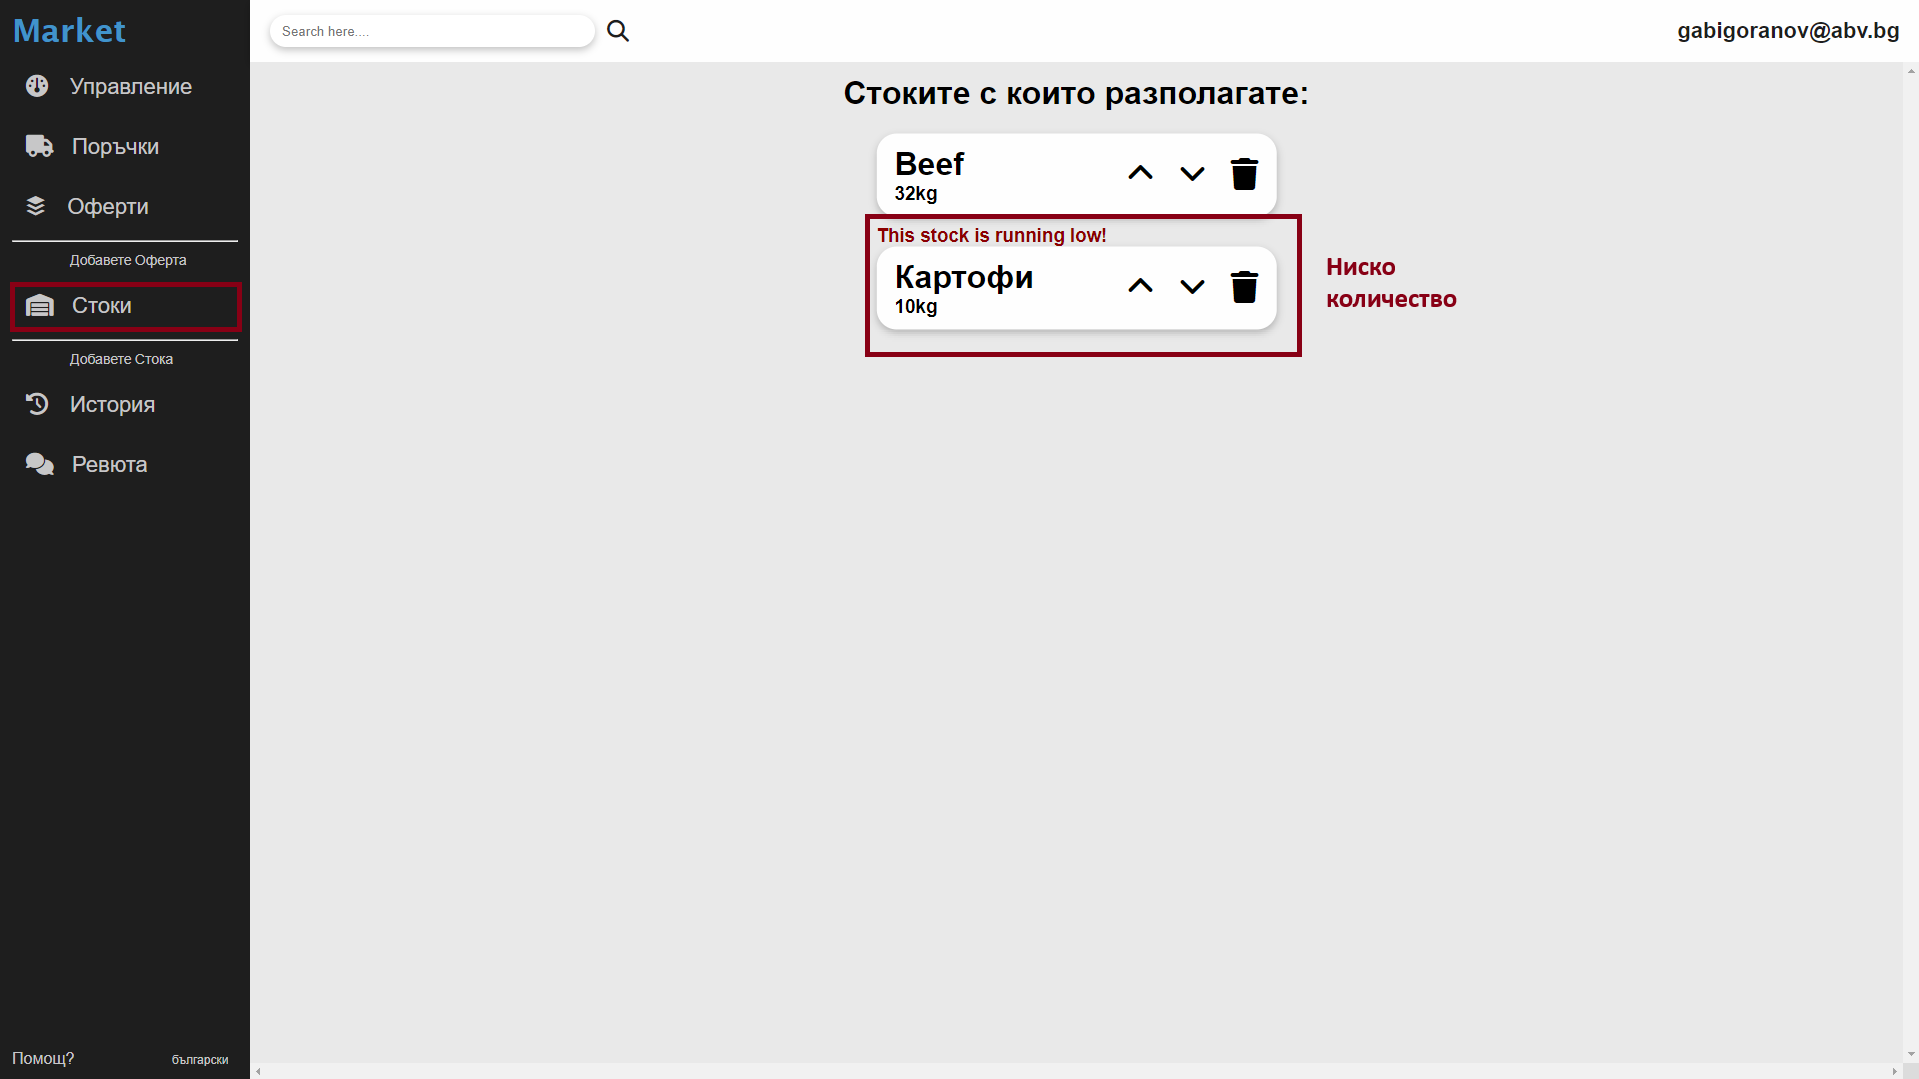 Market
Управление
Поръчки
Оферти
Добавете Оферта
Стоки
Добавете Стока
История
Ревюта
Помощ?
български
Search here....
gabigoranov@abv.bg
Стоките с които разполагате:
Beef
32kg
This stock is running low!
Картофи
10kg
Ниско
количество